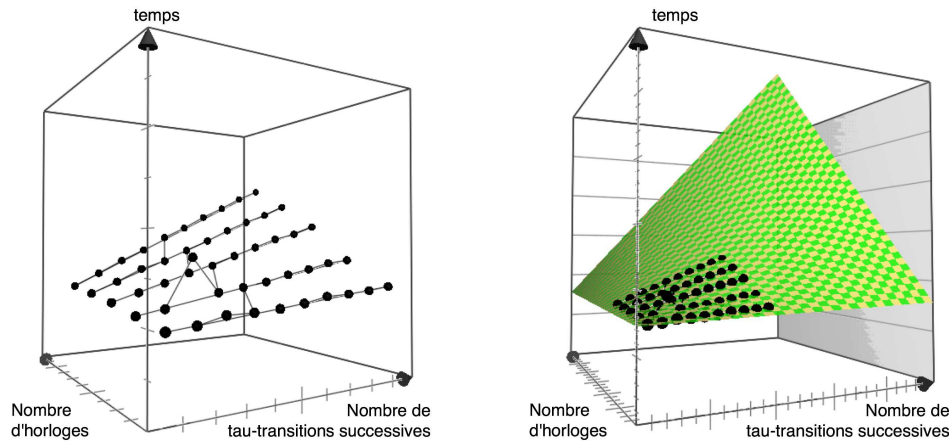 temps
Nombre
d'horloges
Nombre de
tau-transitions successives
temps
Nombre
d'horloges
Nombre de
tau-transitions successives